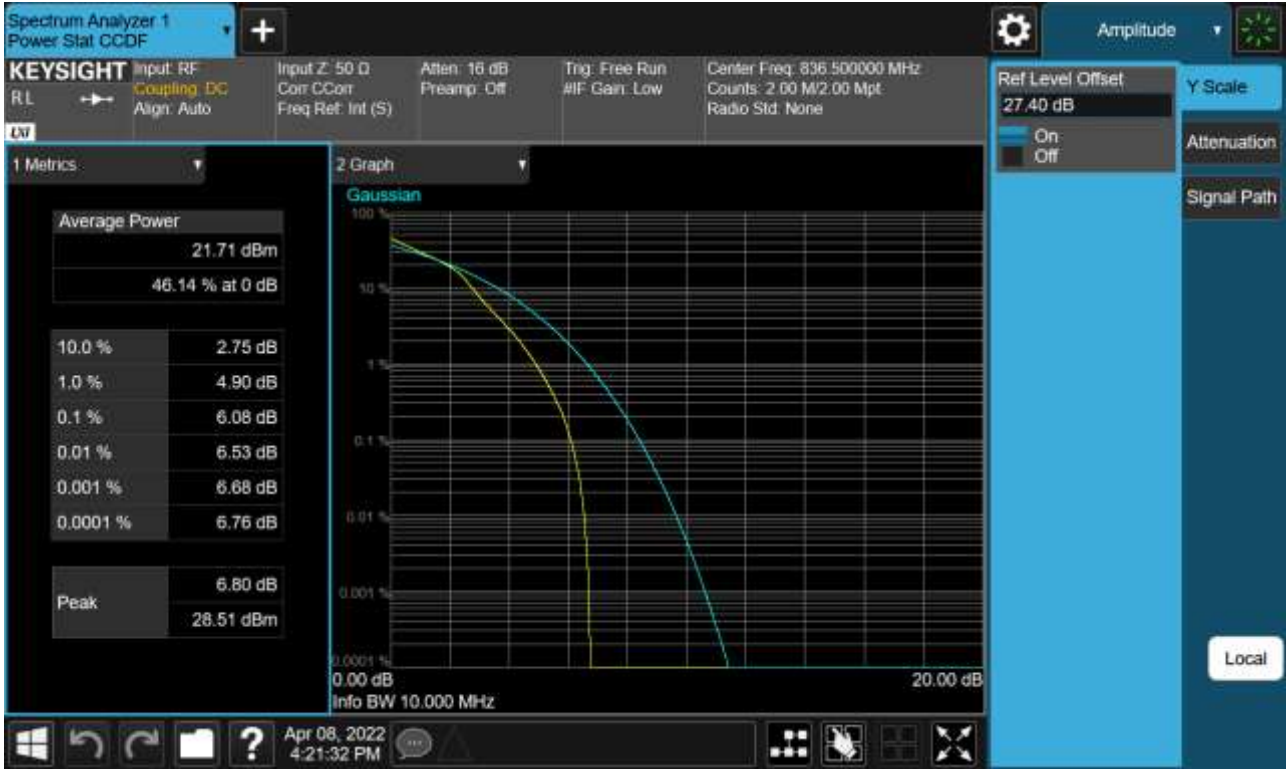 Spectrum Analyzer 1
Power Stat CCDF
+
Amplitude
KEYSIGHT
RL
LXI
Input: RF
Coupling: DC
Align: Auto
Input Z: 50 Ω
Corr CCorr
Freq Ref: Int (S)
Atten: 16 dB
Preamp: Off
Trig: Free Run
#IF Gain: Low
Center Freq: 836.500000 MHz
Counts: 2.00 M/2.00 Mpt
Radio Std: None
Ref Level Offset
27.40 dB
On
Off
Y Scale
Attenuation
Signal Path
1 Metrics
Average Power
21.71 dBm
46.14 % at 0 dB
10.0 % 2.75 dB
1.0 % 4.90 dB
0.1 % 6.08 dB
0.01 % 6.53 dB
0.001 % 6.68 dB
0.0001 % 6.76 dB
Peak
6.80 dB
28.51 dBm
2 Graph
Gaussian
100 %
10 %
1 %
0.1 %
0.01 %
0.001 %
0.0001 %
0.00 dB 20.00 dB
Info BW 10.000 MHz
Local
?
Apr 08, 2022
4:21:32 PM